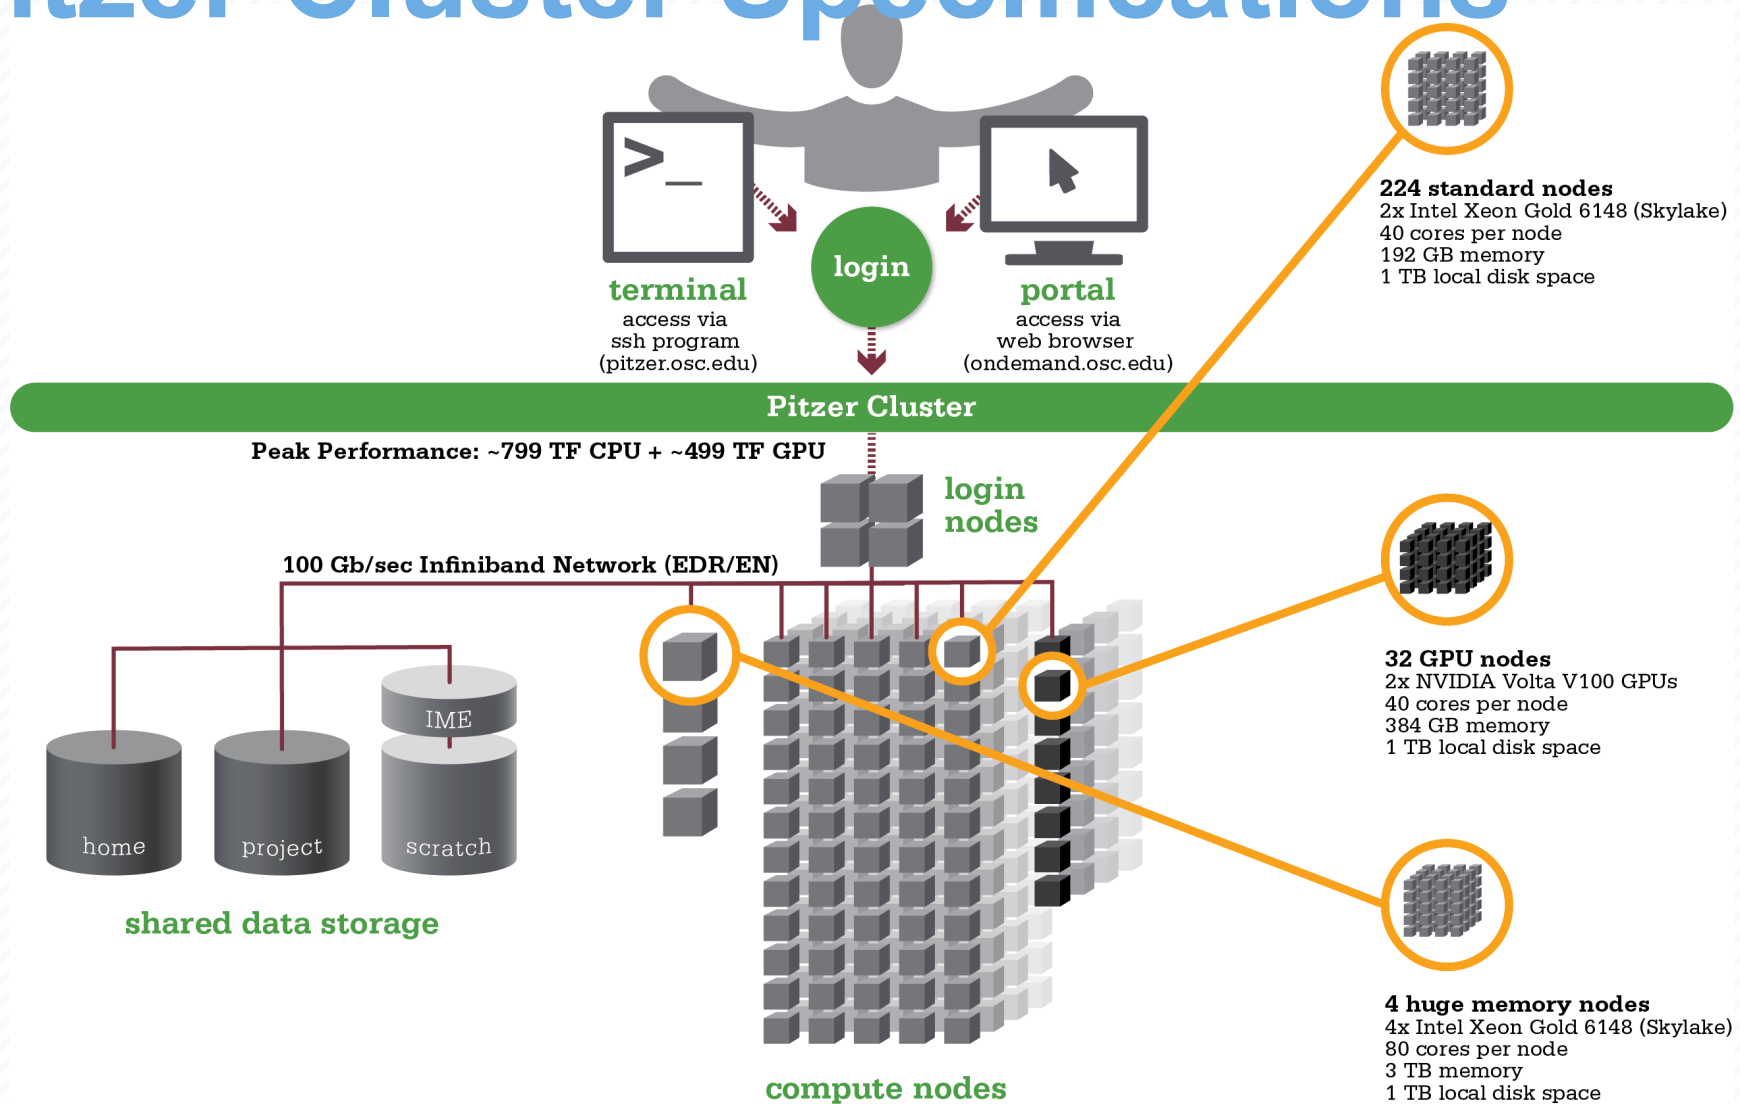 Pitzer Cluster Specifications
>_
login
terminal
access via
ssh program
(pitzer.osc.edu)
portal
access via
web browser
(ondemand.osc.edu)
224 standard nodes
2x Intel Xeon Gold 6148 (Skylake)
40 cores per node
192 GB memory
1 TB local disk space
Pitzer Cluster
Peak Performance: ~799 TF CPU + ~499 TF GPU
login
nodes
100 Gb/sec Infiniband Network (EDR/EN)
32 GPU nodes
2x NVIDIA Volta V100 GPUs
40 cores per node
384 GB memory
1 TB local disk space
IME
home
project
scratch
shared data storage
4 huge memory nodes
4x Intel Xeon Gold 6148 (Skylake)
80 cores per node
3 TB memory
1 TB local disk space
compute nodes